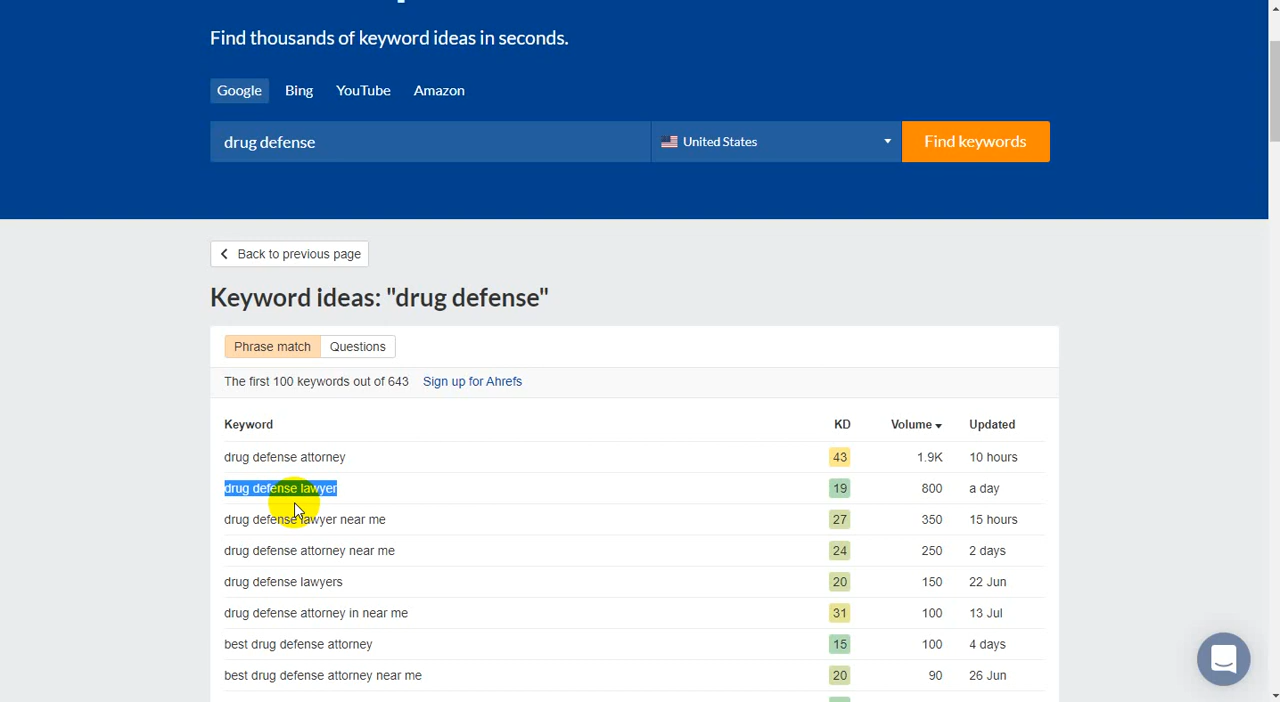 Find thousands of keyword ideas in seconds.
Google Bing YouTube Amazon
drug defense United States Find keywords
Back to previous page
Keyword ideas: "drug defense"
Phrase match Questions
The first 100 keywords out of 643 Sign up for Ahrefs
Keyword KD Volume Updated
drug defense attorney 43 1.9K 10 hours
drug defense lawyer 19 800 a day
drug defense lawyer near me 27 350 15 hours
drug defense attorney near me 24 250 2 days
drug defense lawyers 20 150 22 Jun
drug defense attorney in near me 31 100 13 Jul
best drug defense attorney 15 100 4 days
best drug defense attorney near me 20 90 26 Jun